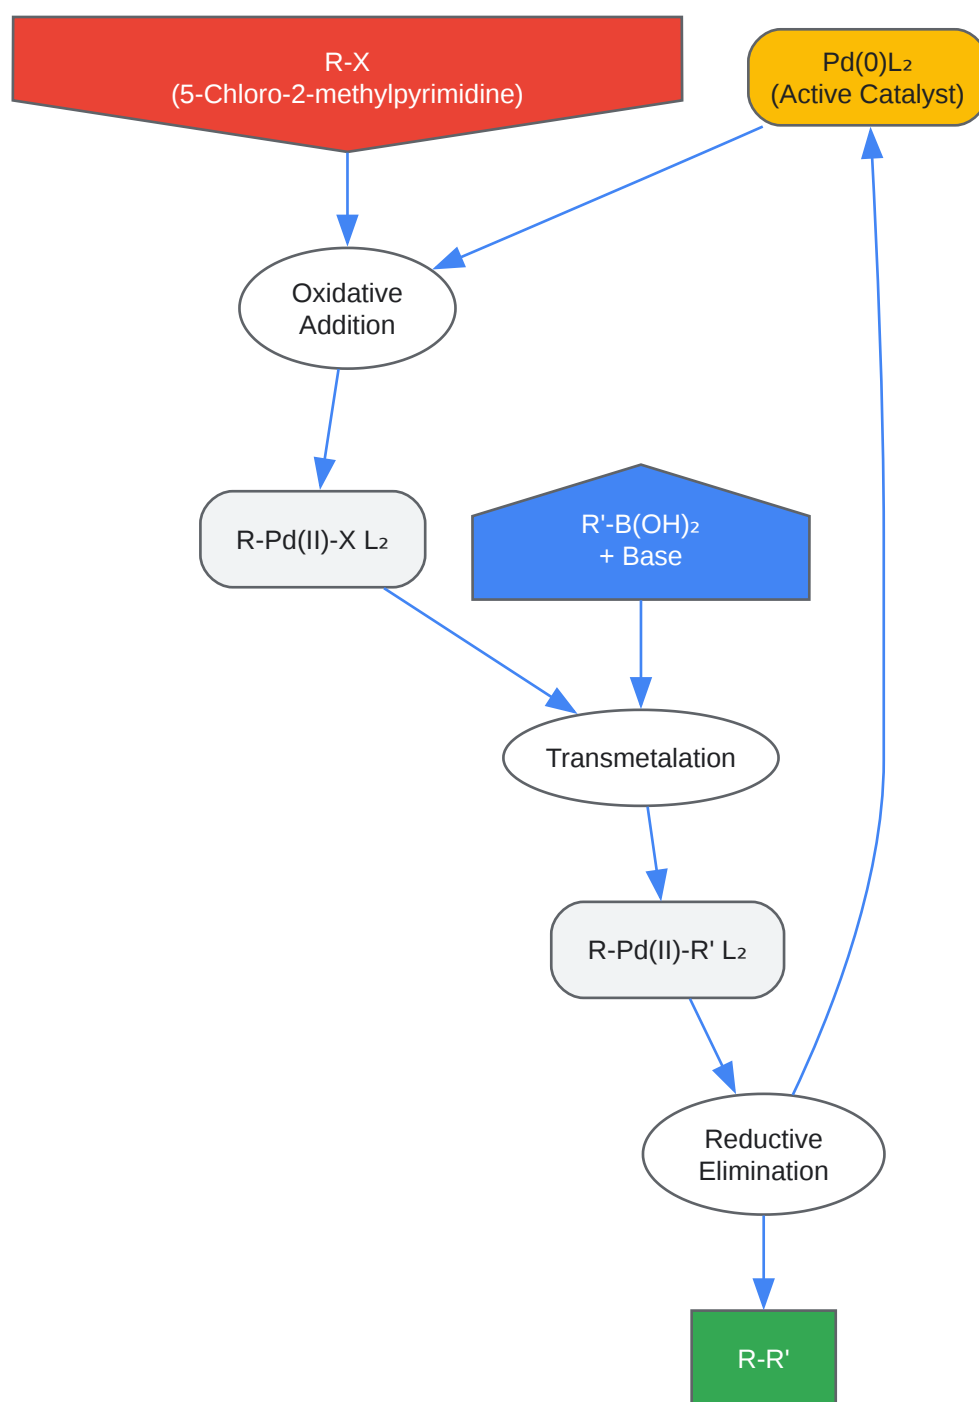 R-X
(5-Chloro-2-methylpyrimidine)
Pd(0)L₂
(Active Catalyst)
Oxidative
Addition
R-Pd(II)-X L₂
R'-B(OH)₂
+ Base
Transmetalation
R-Pd(II)-R' L₂
Reductive
Elimination
R-R'